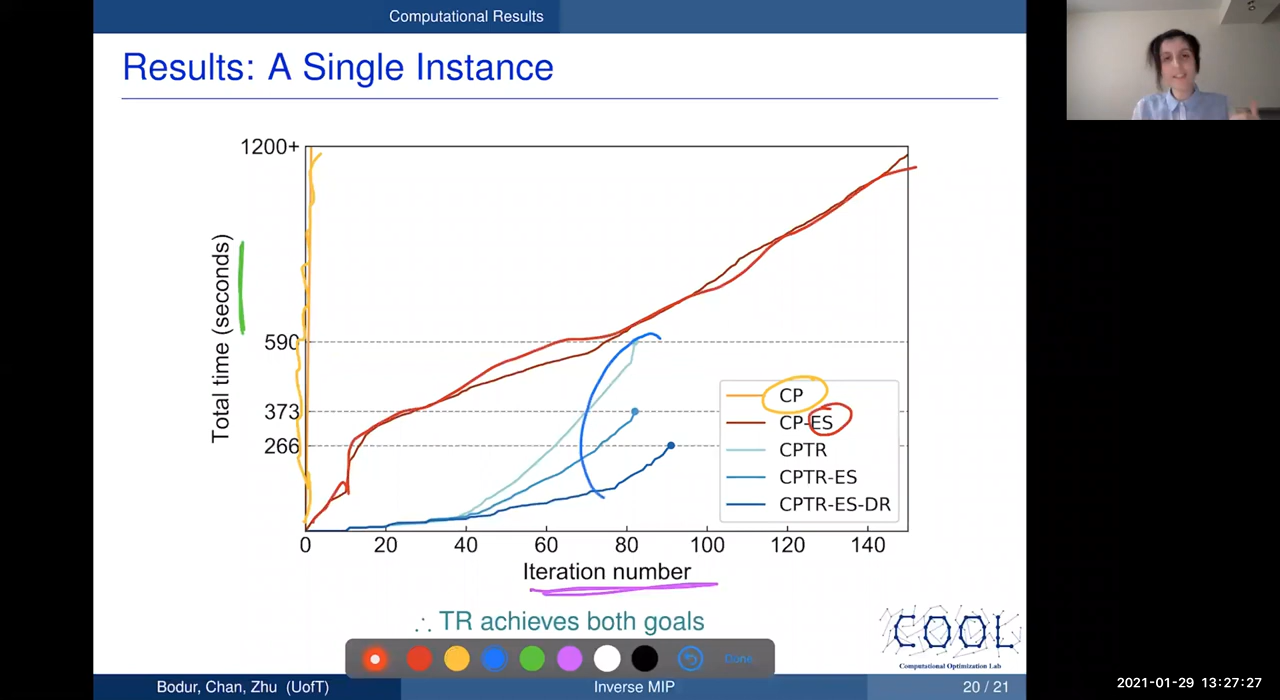 Computational Results
Results: A Single Instance
1200+
590
373
266
Total time (seconds)
CP
CP-ES
CPTR
CPTR-ES
CPTR-ES-DR
0 20 40 60 80 100 120 140
Iteration number
∴ TR achieves both goals
COOL
Computational Optimization Lab
Done
Bodur, Chan, Zhu (UofT)
Inverse MIP
20 / 21
2021-01-29 13:27:27